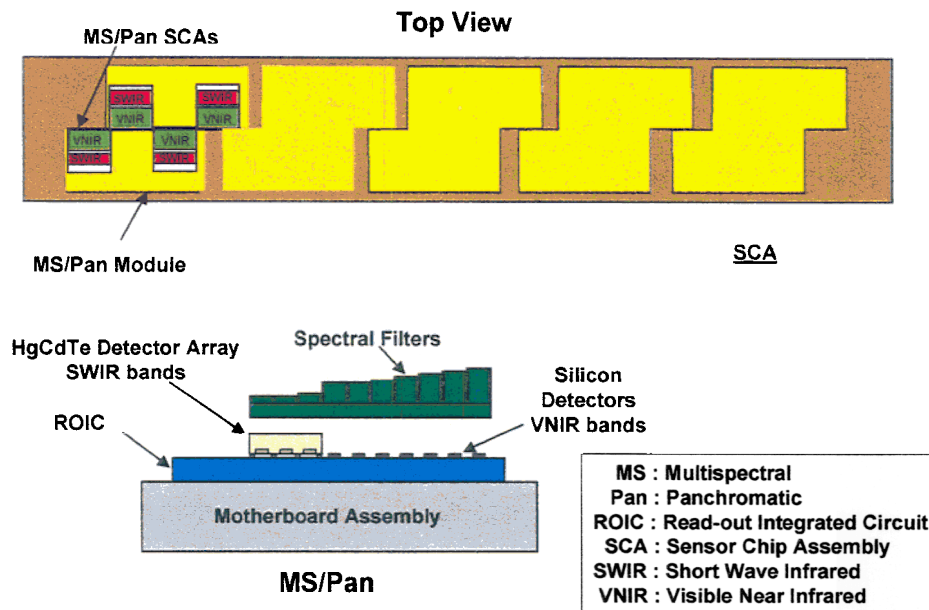 Top View
MS/Pan SCAs
SWIR
VNIR
SWIR
VNIR
VNIR
SWIR
VNIR
SWIR
MS/Pan Module
SCA
HgCdTe Detector Array
SWIR bands
Spectral Filters
Silicon
Detectors
VNIR bands
ROIC
Motherboard Assembly
MS/Pan
MS : Multispectral
Pan : Panchromatic
ROIC : Read-out Integrated Circuit
SCA : Sensor Chip Assembly
SWIR : Short Wave Infrared
VNIR : Visible Near Infrared